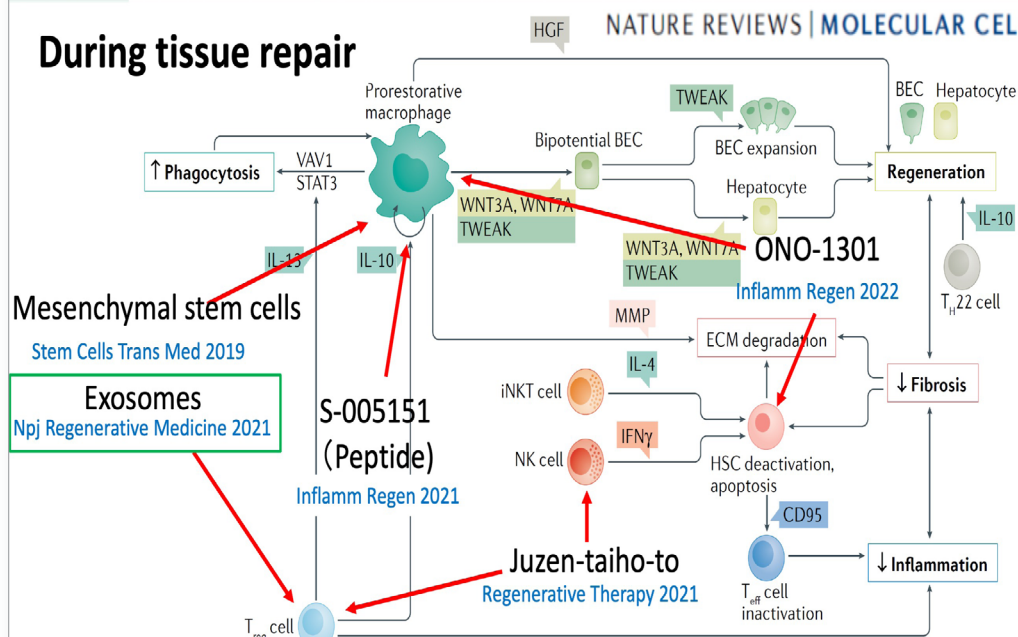 NATURE REVIEWS | MOLECULAR CEL
During tissue repair
HGF
Prorestorative
macrophage
TWEAK
BEC
Hepatocyte
Bipotential BEC
BEC expansion
↑ Phagocytosis
VAV1
STAT3
Regeneration
Hepatocyte
WNT3A, WNT7A
TWEAK
IL-10
WNT3A, WNT7A
TWEAK
ONO-1301
Inflamm Regen 2022
IL-10
TH22 cell
Mesenchymal stem cells
Stem Cells Trans Med 2019
MMP
ECM degradation
IL-4
iNKT cell
↓ Fibrosis
Exosomes
Npj Regenerative Medicine 2021
S-005151
(Peptide)
Inflamm Regen 2021
IFNγ
NK cell
HSC deactivation,
apoptosis
CD95
Juzen-taiho-to
Regenerative Therapy 2021
↓ Inflammation
Teff cell
inactivation
cell